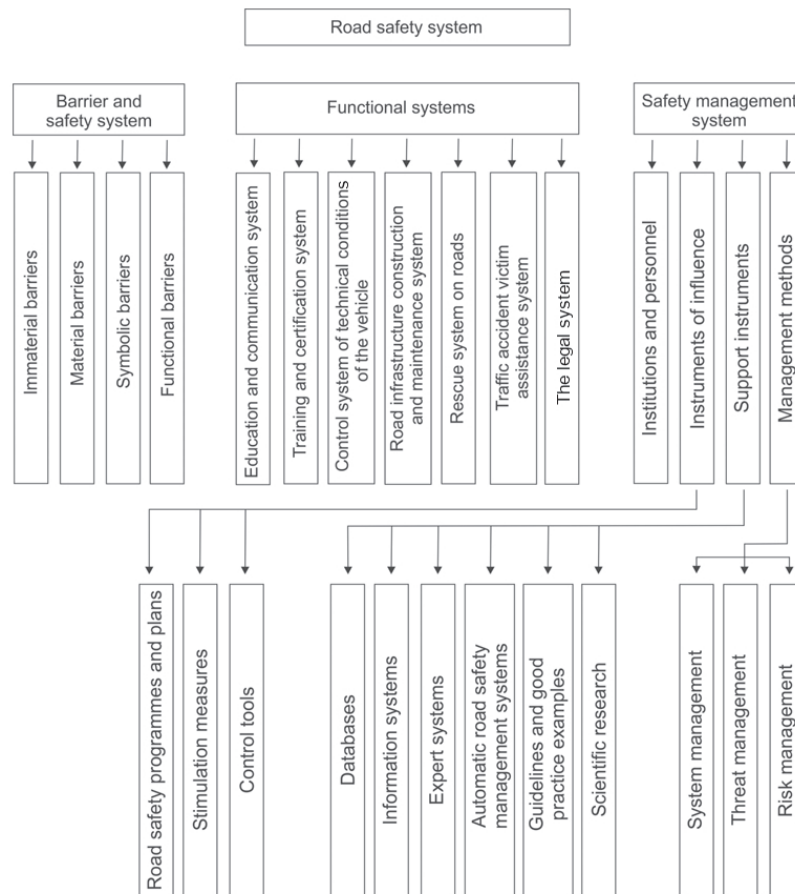 Road safety system
Barrier and
safety system
Functional systems
Safety management
system
Immaterial barriers
Material barriers
Symbolic barriers
Functional barriers
Education and communication system
Training and certification system
Control system of technical conditions
of the vehicle
Road infrastructure construction
and maintenance system
Rescue system on roads
Traffic accident victim
assistance system
The legal system
Institutions and personnel
Instruments of influence
Support instruments
Management methods
Road safety programmes and plans
Stimulation measures
Control tools
Databases
Information systems
Expert systems
Automatic road safety
management systems
Guidelines and good
practice examples
Scientific research
System management
Threat management
Risk management